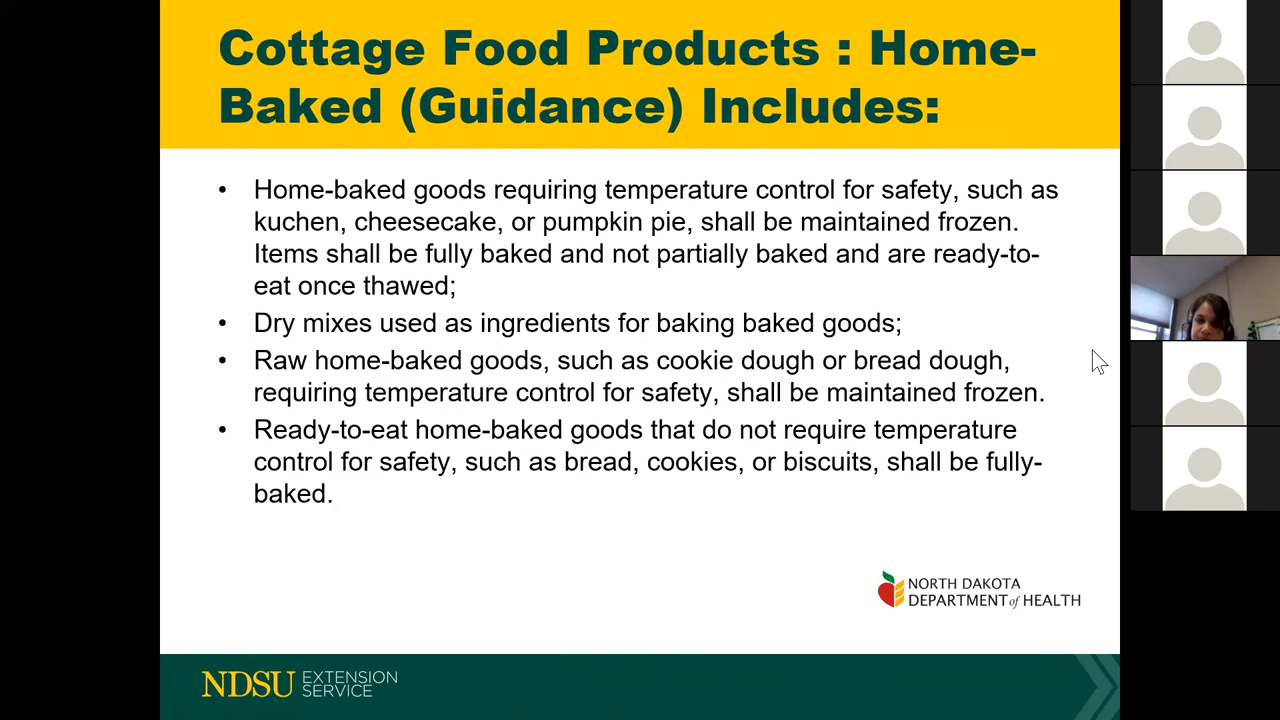 Cottage Food Products : Home-
Baked (Guidance) Includes:
• Home-baked goods requiring temperature control for safety, such as
kuchen, cheesecake, or pumpkin pie, shall be maintained frozen.
Items shall be fully baked and not partially baked and are ready-to-
eat once thawed;
• Dry mixes used as ingredients for baking baked goods;
• Raw home-baked goods, such as cookie dough or bread dough,
requiring temperature control for safety, shall be maintained frozen.
• Ready-to-eat home-baked goods that do not require temperature
control for safety, such as bread, cookies, or biscuits, shall be fully-
baked.
NORTH DAKOTA
DEPARTMENT of HEALTH
NDSU EXTENSION
SERVICE